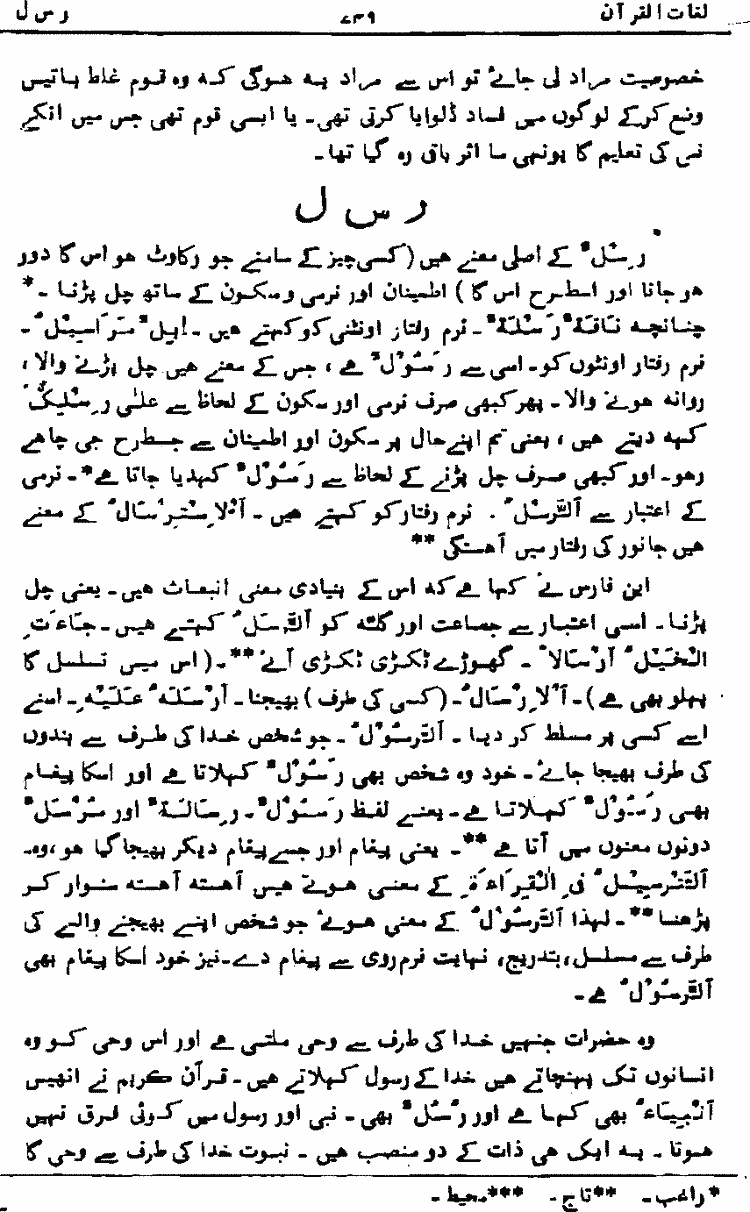 لغات القرآن ۷۴۹ ر س ل
خصوصیت مراد لی جائے تو اس سے مراد یہ ہوگی کہ وہ قوم غلط باتیں
وضع کرکے لوگوں میں فساد ڈلوایا کرتی تھی۔ یا ایسی قوم تھی جس میں انکے
نبی کی تعلیم کا یونہی سا اثر باقی رہ گیا تھا۔
ر س ل
رِسْلٌ کے اصلی معنے ہیں (کسی چیز کے سامنے جو رکاوٹ ہو اس کا دور
ہو جانا اور اسطرح اس کا) اطمینان اور نرمی و سکون کے ساتھ چل پڑنا۔*
چنانچہ نَاقَۃٌ رَسْلَۃٌ۔ نرم رفتار اونٹنی کو کہتے ہیں۔ اِبِلٌ مَرَاسِیْلُ۔
نرم رفتار اونٹوں کو۔ اسی سے رَسُوْلٌ ہے، جس کے معنے ہیں چل پڑنے والا،
روانہ ہونے والا۔ پھر کبھی صرف نرمی اور سکون کے لحاظ سے عَلٰی رِسْلِکَ
کہہ دیتے ہیں، یعنی تم اپنے حال پر سکون اور اطمینان سے جسطرح جی چاہے
رہو۔ اور کبھی صرف چل پڑنے کے لحاظ سے رَسُوْلٌ کہدیا جاتا ہے*۔ نرمی
کے اعتبار سے اَلرَّسْلُ۔ نرم رفتار کو کہتے ہیں۔ اَلْاِسْتِرْسَالُ کے معنے
ہیں جانور کی رفتار میں آہستگی **
ابن فارس نے کہا ہے کہ اس کے بنیادی معنی انبعاث ہیں۔ یعنی چل
پڑنا۔ اسی اعتبار سے جماعت اور گلّہ کو اَلرَّسَلُ کہتے ہیں۔ جَاءَتِ
الْخَیْلُ اَرْسَالًا۔ گھوڑے ٹکڑی ٹکڑی آئے**۔ (اس میں تسلسل کا
پہلو بھی ہے)۔ اَلْاِرْسَالُ۔ (کسی کی طرف) بھیجنا۔ اَرْسَلَہٗ عَلَیْہِ۔ اسنے
اسے کسی پر مسلط کر دیا۔ اَلرَّسُوْلُ۔ جو شخص خدا کی طرف سے بندوں
کی طرف بھیجا جائے۔ خود وہ شخص بھی رَسُوْلٌ کہلاتا ہے اور اسکا پیغام
بھی رَسُوْلٌ کہلاتا ہے۔ یعنے لفظ رَسُوْلٌ۔ رِسَالَۃٌ اور مُرْسَلٌ
دونوں معنوں میں آتا ہے**۔ یعنی پیغام اور جسے پیغام دیکر بھیجا گیا ہو، وہ۔
اَلتَّرْسِیْلُ فِی الْقِرَاءَۃِ کے معنی ہوتے ہیں آہستہ آہستہ سنوار کر
پڑھنا**۔ لہذا اَلرَّسُوْلُ کے معنی ہوئے جو شخص اپنے بھیجنے والے کی
طرف سے مسلسل، بتدریج، نہایت نرم روی سے پیغام دے۔ نیز خود اسکا پیغام بھی
اَلرَّسُوْلُ ہے۔
وہ حضرات جنہیں خدا کی طرف سے وحی ملتی ہے اور اس وحی کو وہ
انسانوں تک پہنچاتے ہیں خدا کے رسول کہلاتے ہیں۔ قرآن کریم نے انھیں
اَنْبِیَاءُ بھی کہا ہے اور رُسُلٌ بھی۔ نبی اور رسول میں کوئی فرق نہیں
ہوتا۔ یہ ایک ہی ذات کے دو منصب ہیں۔ نبوت خدا کی طرف سے وحی کا
*راغب۔ **تاج۔ ***محیط۔